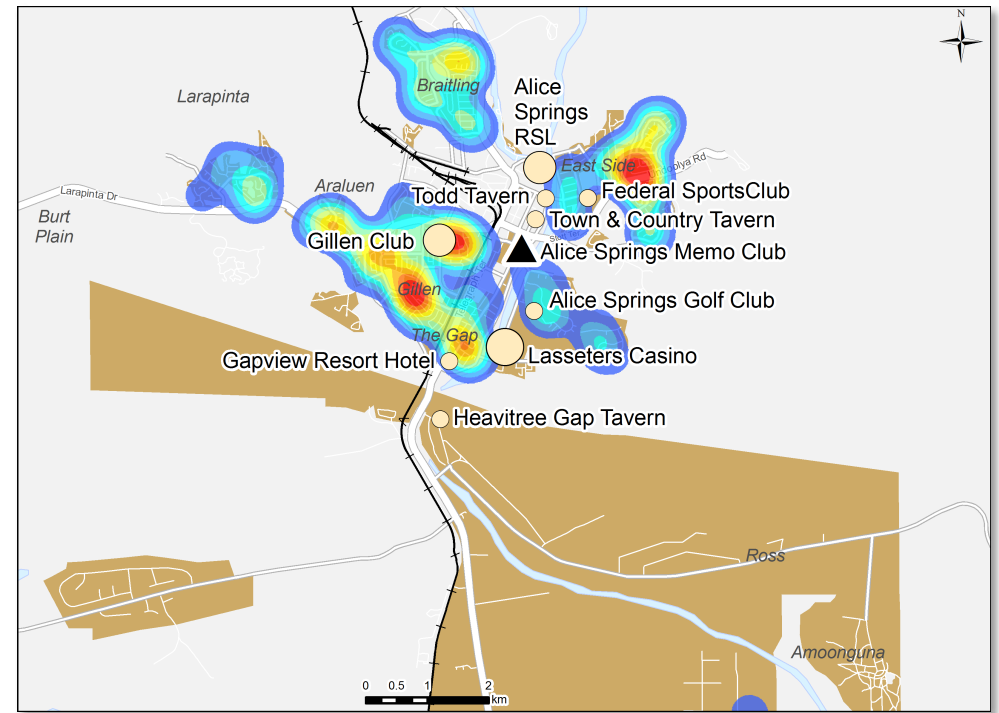 N
Braitling
Larapinta
Alice
Springs
RSL
East Side
Rd
Larapinta Dr
Araluen
Todd Tavern
Federal SportsClub
Burt
Plain
Town & Country Tavern
Gillen Club
Alice Springs Memo Club
Gillen
Alice Springs Golf Club
The Gap
Gapview Resort Hotel
Lasseters Casino
Heavitree Gap Tavern
Ross
Amoonguna
0 0.5 1 2
km